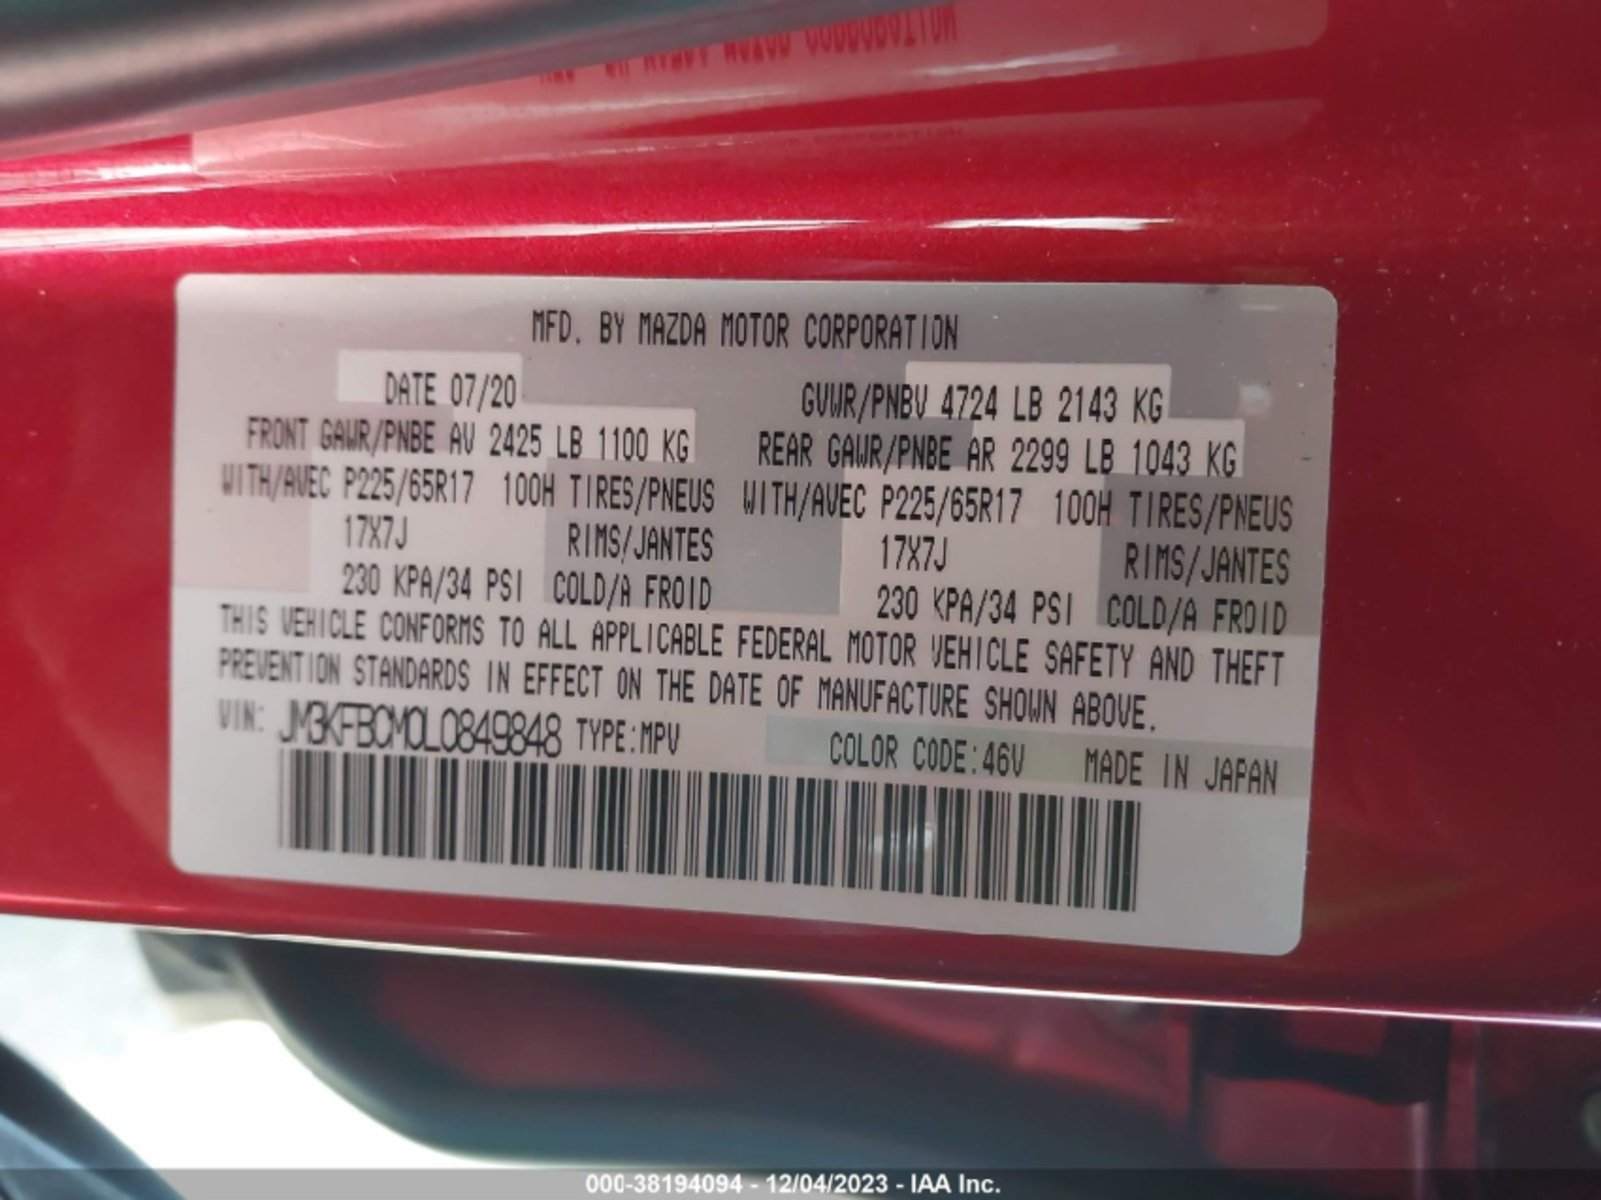 MFD. BY MAZDA MOTOR CORPORATION
DATE 07/20 GVWR/PNBV 4724 LB 2143 KG
FRONT GAWR/PNBE AV 2425 LB 1100 KG REAR GAWR/PNBE AR 2299 LB 1043 KG
WITH/AVEC P225/65R17 100H TIRES/PNEUS WITH/AVEC P225/65R17 100H TIRES/PNEUS
17X7J RIMS/JANTES 17X7J RIMS/JANTES
230 KPA/34 PSI COLD/A FROID 230 KPA/34 PSI COLD/A FROID
THIS VEHICLE CONFORMS TO ALL APPLICABLE FEDERAL MOTOR VEHICLE SAFETY AND THEFT
PREVENTION STANDARDS IN EFFECT ON THE DATE OF MANUFACTURE SHOWN ABOVE.
VIN: JM3KFBCM0L0849848 TYPE:MPV COLOR CODE:46V MADE IN JAPAN
000-38194094 - 12/04/2023 - IAA Inc.